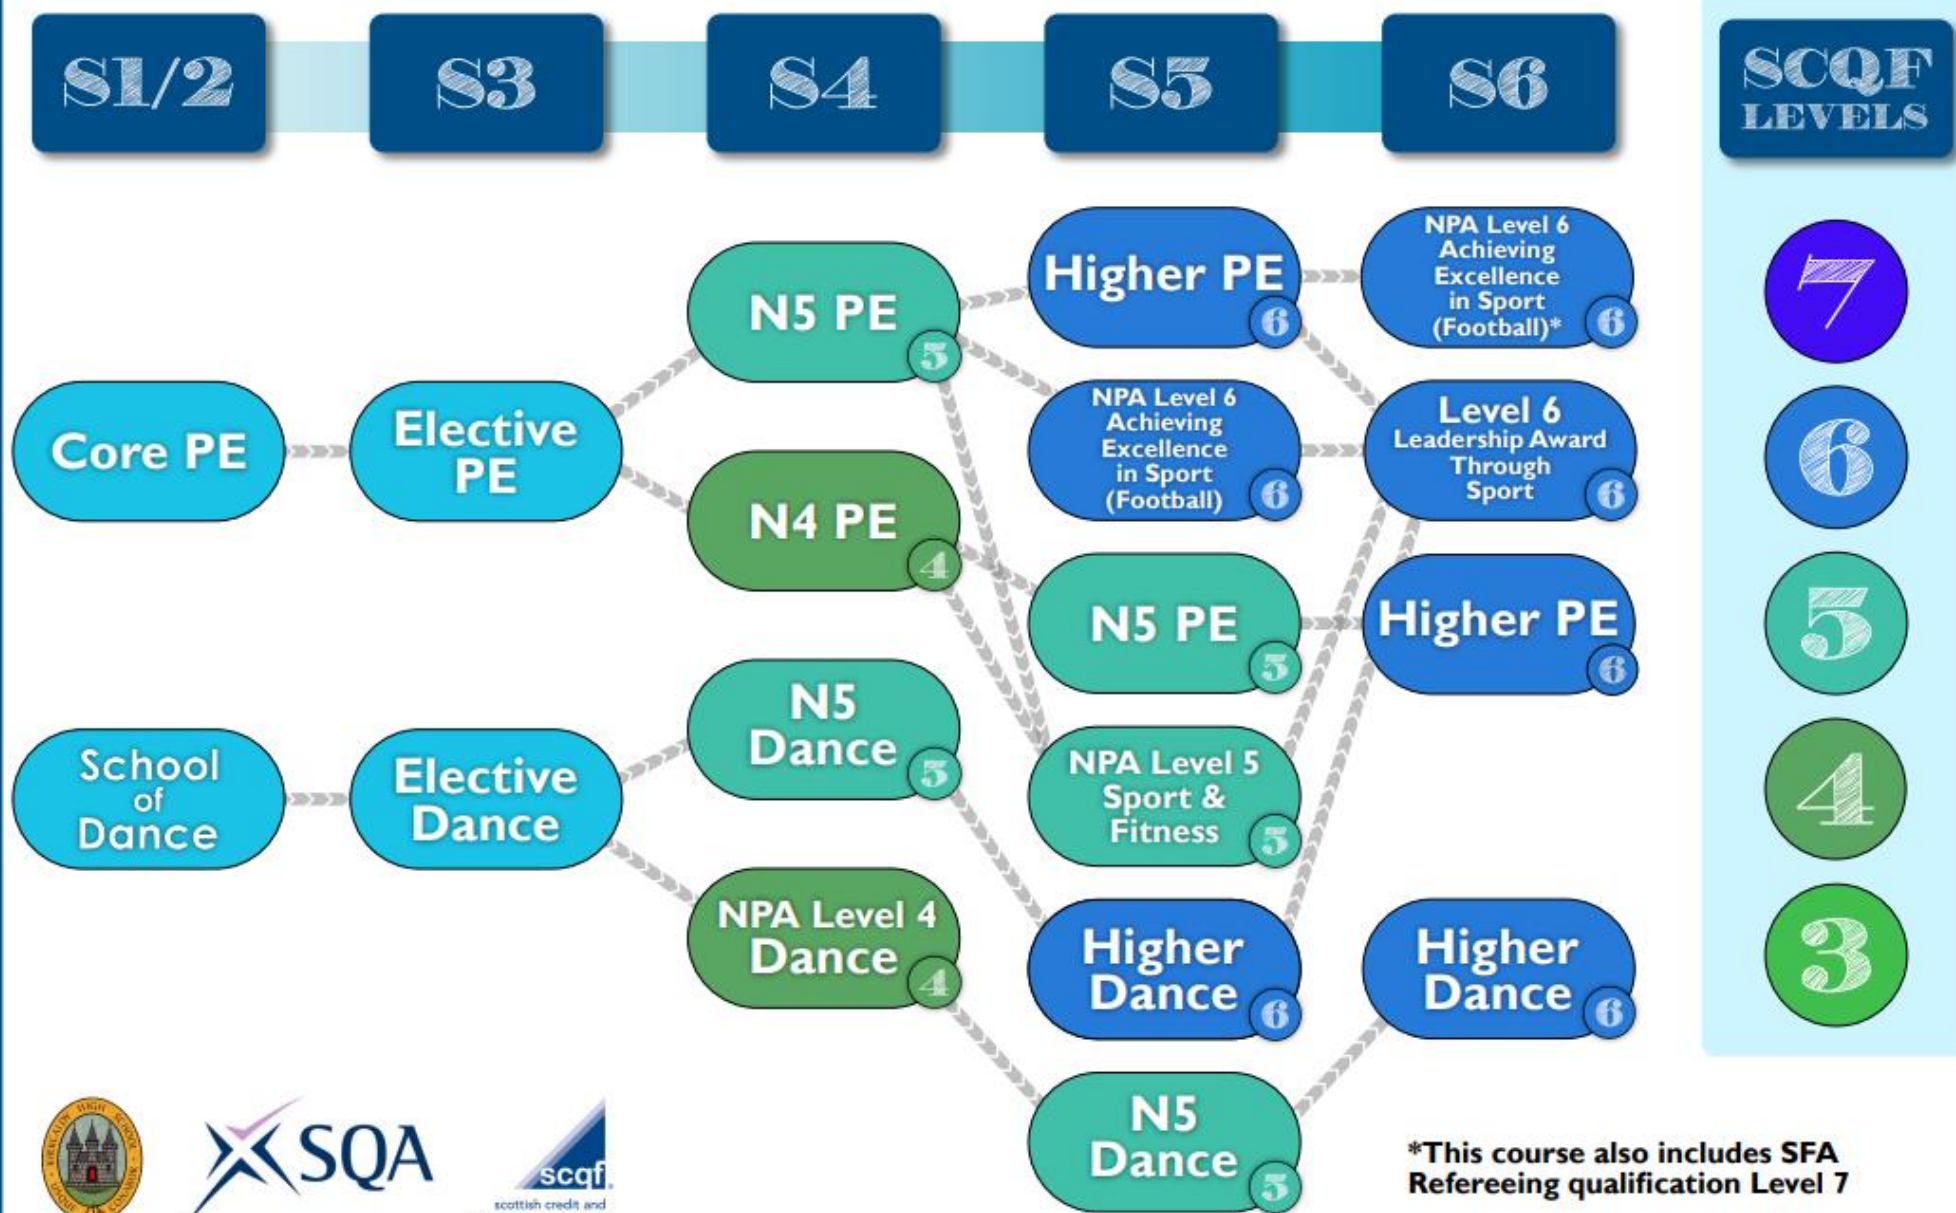 S1/2
S3
S4
S5
S6
SCQF
LEVELS
Core PE
School
of
Dance
Elective
PE
Elective
Dance
N5 PE
5
N4 PE
4
N5
Dance
5
NPA Level 4
Dance
4
Higher PE
6
NPA Level 6
Achieving
Excellence
in Sport
(Football)
6
N5 PE
5
NPA Level 5
Sport &
Fitness
5
Higher
Dance
6
N5
Dance
5
NPA Level 6
Achieving
Excellence
in Sport
(Football)*
6
Level 6
Leadership Award
Through
Sport
6
Higher PE
6
Higher
Dance
6
7
6
5
4
3
KIRKCALDY HIGH SCHOOL
SQA
scqf
scottish credit and
*This course also includes SFA
Refereeing qualification Level 7